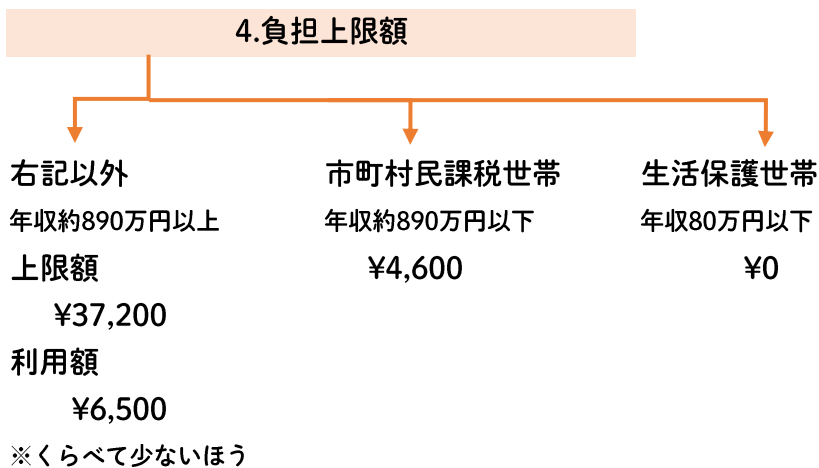 4.負担上限額
右記以外
年収約890万円以上
上限額
¥37,200
利用額
¥6,500
※くらべて少ないほう
市町村民課税世帯
年収約890万円以下
¥4,600
生活保護世帯
年収80万円以下
¥0